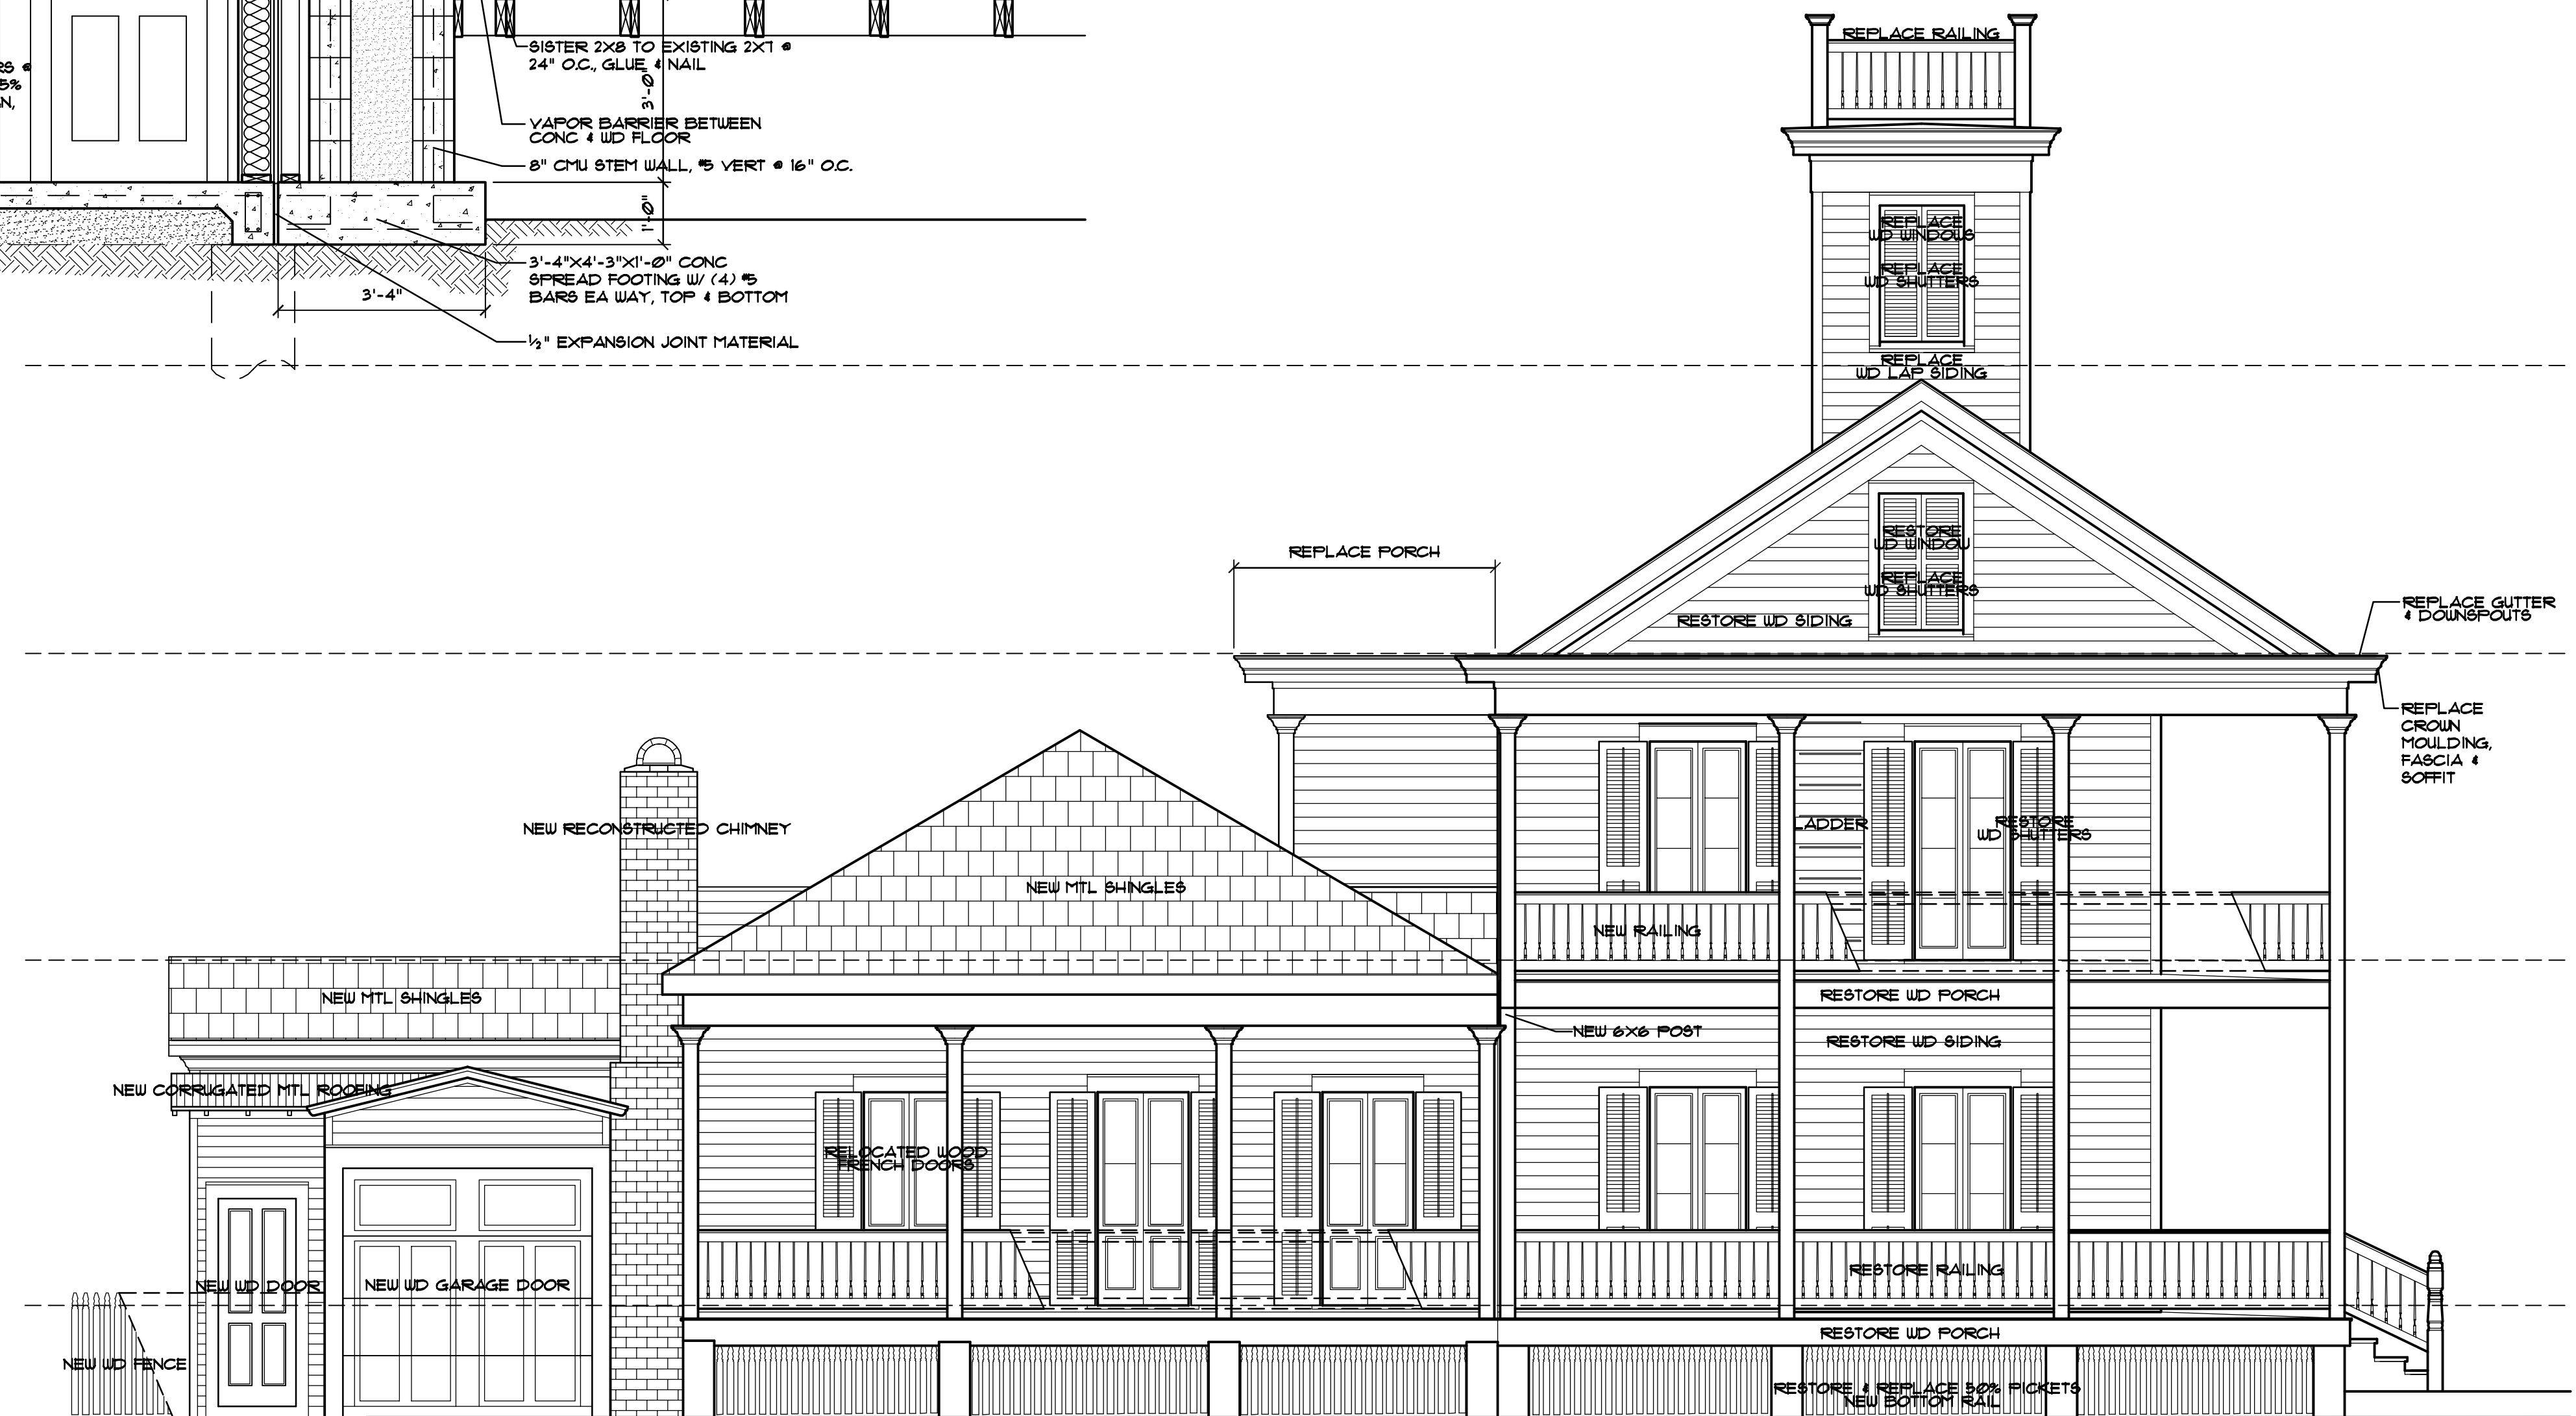 RS @
5%
N,
SISTER 2X8 TO EXISTING 2X7 @
24" O.C., GLUE & NAIL
3'-0"
VAPOR BARRIER BETWEEN
CONC & WD FLOOR
8" CMU STEM WALL, #5 VERT @ 16" O.C.
1'-0"
3'-4"X4'-3"X1'-0" CONC
SPREAD FOOTING W/ (4) #5
BARS EA WAY, TOP & BOTTOM
3'-4"
½" EXPANSION JOINT MATERIAL
REPLACE RAILING
REPLACE
WD WINDOWS
REPLACE
WD SHUTTERS
REPLACE
WD LAP SIDING
RESTORE
WD WINDOW
REPLACE
WD SHUTTERS
RESTORE WD SIDING
REPLACE PORCH
REPLACE GUTTER
& DOWNSPOUTS
REPLACE
CROWN
MOULDING,
FASCIA &
SOFFIT
NEW RECONSTRUCTED CHIMNEY
LADDER
RESTORE
WD SHUTTERS
NEW MTL SHINGLES
NEW RAILING
NEW MTL SHINGLES
RESTORE WD PORCH
NEW 6X6 POST
RESTORE WD SIDING
NEW CORRUGATED MTL ROOFING
RELOCATED WOOD
FRENCH DOORS
NEW WD DOOR
NEW WD GARAGE DOOR
RESTORE RAILING
RESTORE WD PORCH
NEW WD FENCE
RESTORE & REPLACE 50% PICKETS
NEW BOTTOM RAIL